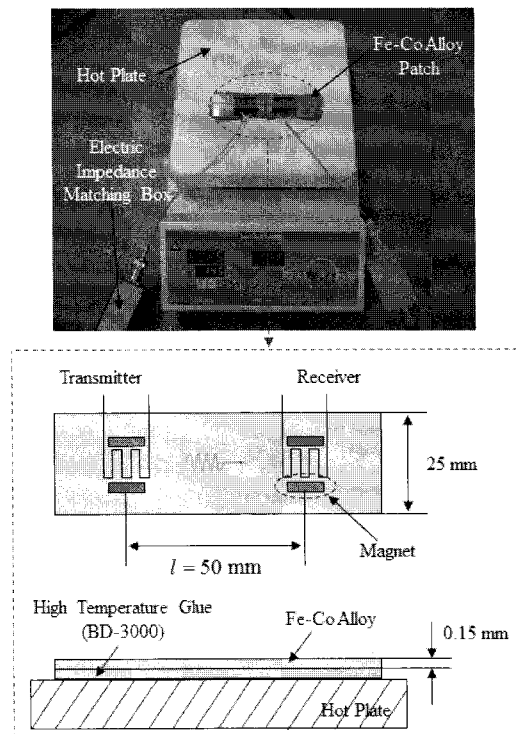 Fe-Co Alloy
Patch
Hot Plate
Electric
Impedance
Matching Box
Transmitter
Receiver
25 mm
Magnet
l = 50 mm
High Temperature Glue
(BD-3000)
Fe-Co Alloy
0.15 mm
Hot Plate